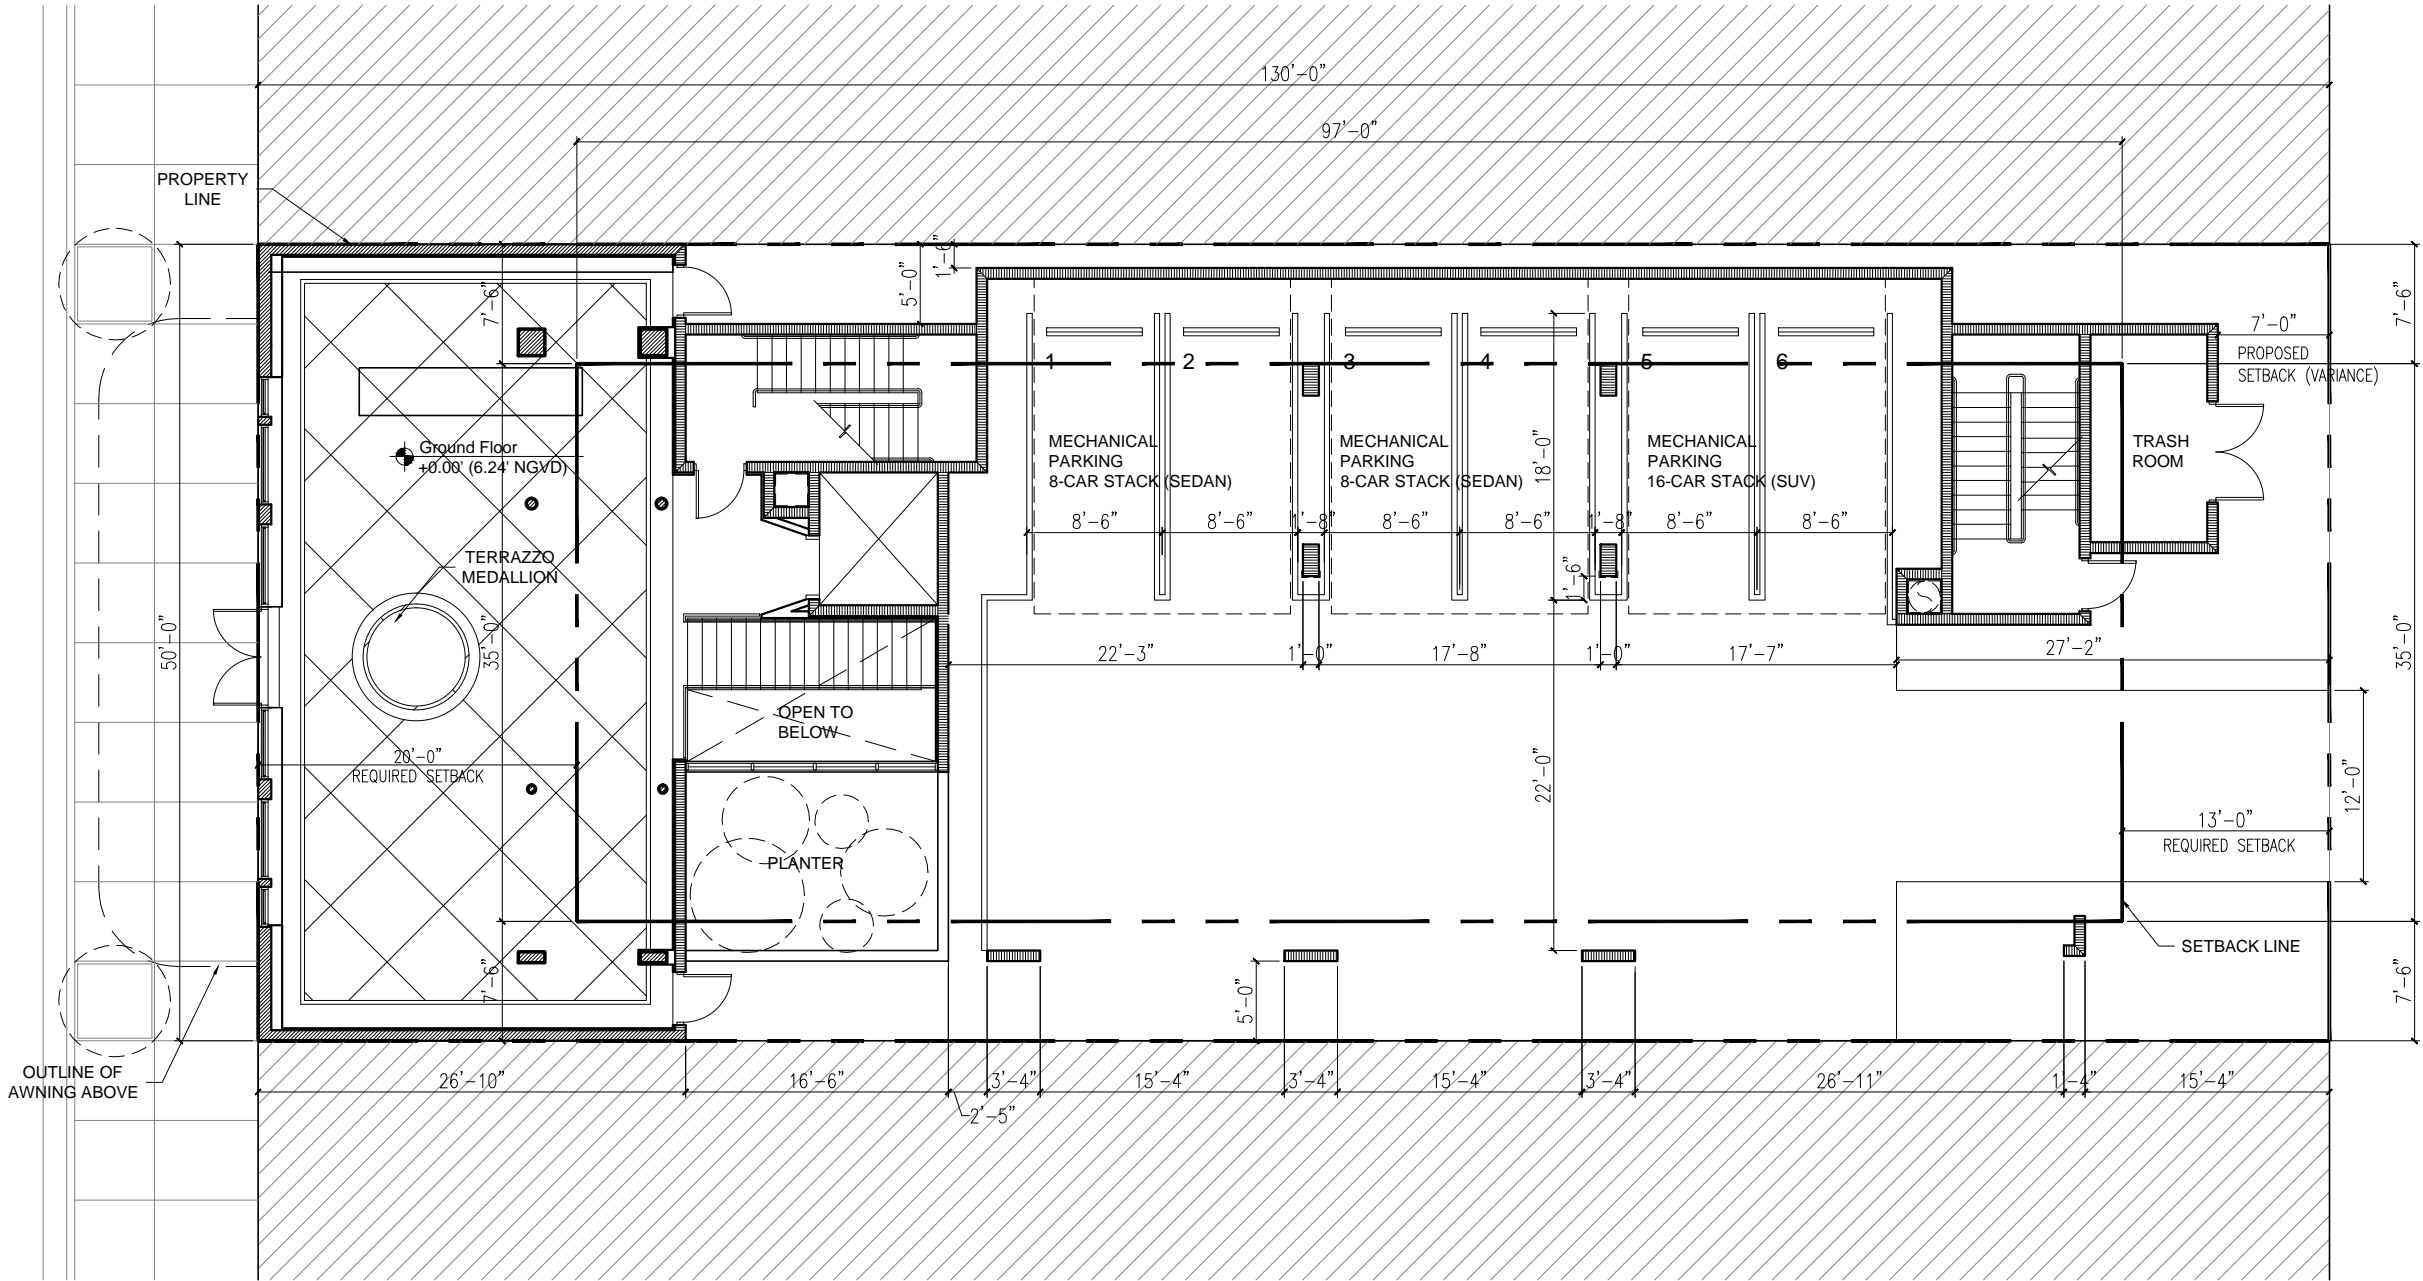 130'-0"
97'-0"
PROPERTY
LINE
7'-6"
5'-0"
1'-6"
7'-6"
7'-0"
PROPOSED
SETBACK (VARIANCE)
1
2
3
4
5
6
Ground Floor
+0.00' (6.24' NGVD)
MECHANICAL
PARKING
8-CAR STACK (SEDAN)
MECHANICAL
PARKING
8-CAR STACK (SEDAN)
18'-0"
MECHANICAL
PARKING
16-CAR STACK (SUV)
TRASH
ROOM
8'-6"
8'-6"
1'-8"
8'-6"
8'-6"
1'-8"
8'-6"
8'-6"
TERRAZZO
MEDALLION
1'-6"
50'-0"
35'-0"
22'-3"
1'-0"
17'-8"
1'-0"
17'-7"
27'-2"
35'-0"
OPEN TO
BELOW
20'-0"
REQUIRED SETBACK
22'-0"
12'-0"
13'-0"
REQUIRED SETBACK
PLANTER
SETBACK LINE
7'-6"
5'-0"
7'-6"
OUTLINE OF
AWNING ABOVE
26'-10"
16'-6"
3'-4"
15'-4"
3'-4"
15'-4"
3'-4"
26'-11"
1'-4"
15'-4"
2'-5"